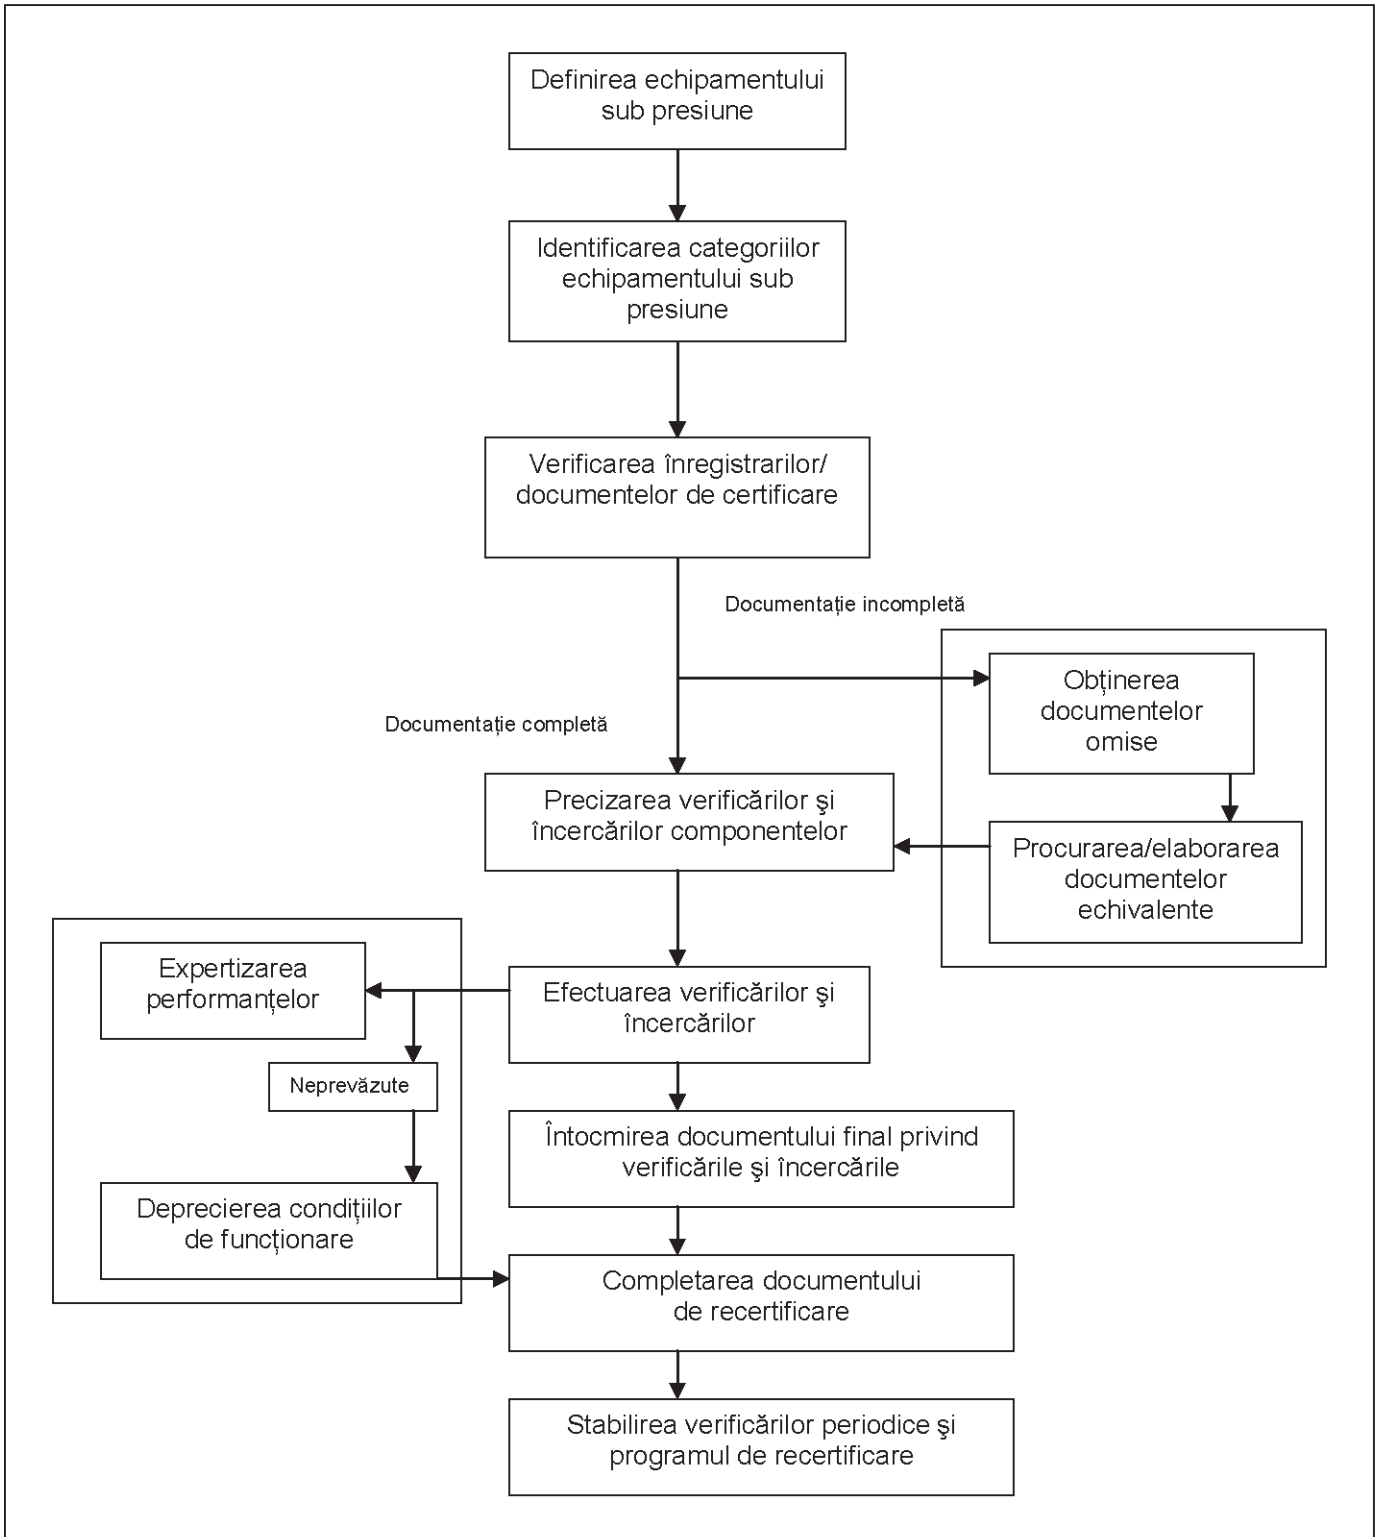 Definirea echipamentului
sub presiune
Identificarea categoriilor
echipamentului sub
presiune
Verificarea înregistrarilor/
documentelor de certificare
Documentație incompletă
Obținerea
documentelor
omise
Documentație completă
Precizarea verificărilor şi
încercărilor componentelor
Procurarea/elaborarea
documentelor
echivalente
Expertizarea
performanțelor
Efectuarea verificărilor şi
încercărilor
Neprevăzute
Întocmirea documentului final privind
verificările şi încercările
Deprecierea condițiilor
de funcționare
Completarea documentului
de recertificare
Stabilirea verificărilor periodice şi
programul de recertificare